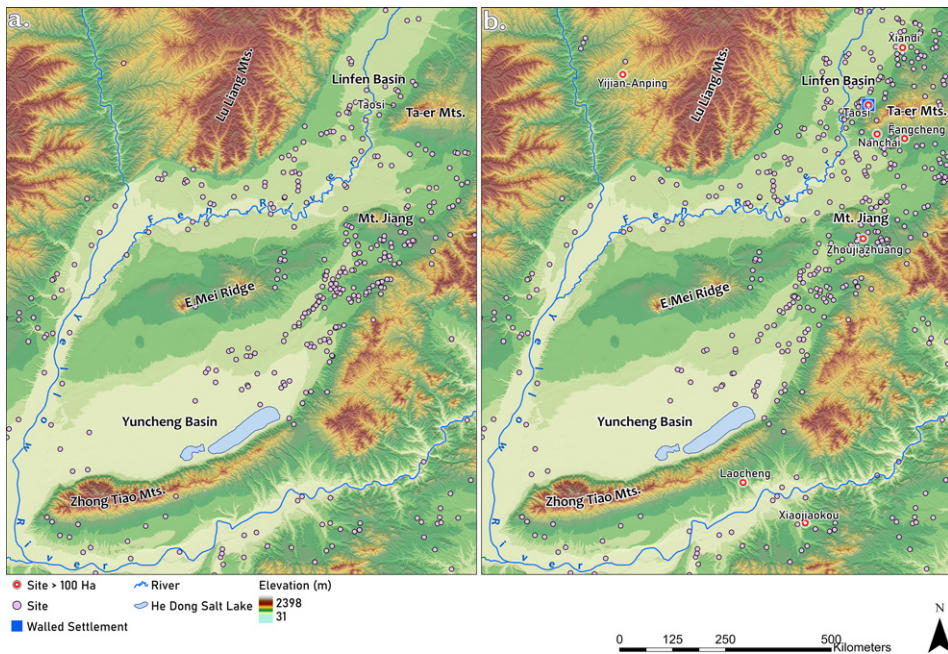 a.
Lu Liang Mts.
Linfen Basin
Taosi
Ta-er Mts.
Fen River
Mt. Jiang
E Mei Ridge
Yellow River
Yuncheng Basin
Zhong Tiao Mts.
b.
Xiandi
Yijian-Anping
Lu Liang Mts.
Linfen Basin
Taosi
Ta-er Mts.
Fangcheng
Nanchai
Fen River
Mt. Jiang
Zhoujiazhuang
E Mei Ridge
Yellow River
Yuncheng Basin
Laocheng
Zhong Tiao Mts.
Xiaojiaokou
Site > 100 Ha
Site
Walled Settlement
River
He Dong Salt Lake
Elevation (m)
2398
31
0 125 250 500
Kilometers
N